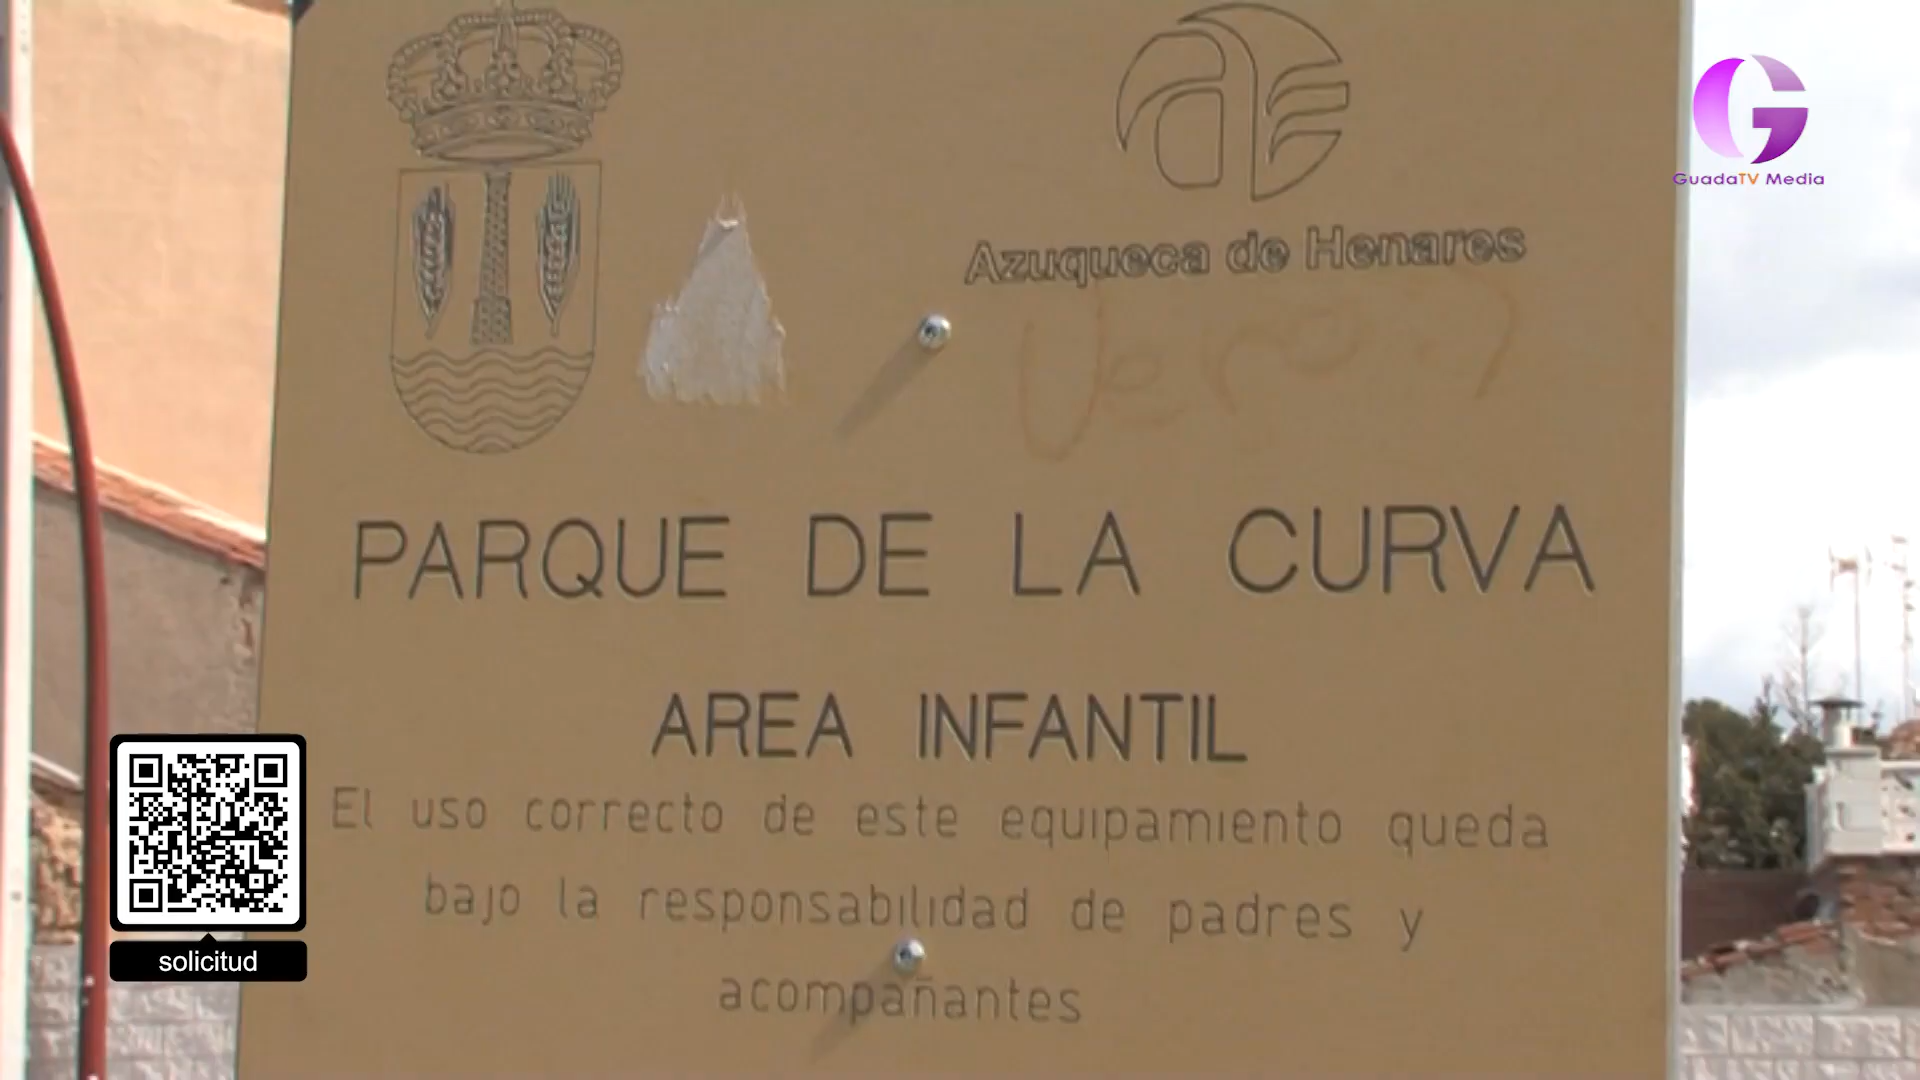 GuadaTV Media
Azuqueca de Henares
PARQUE DE LA CURVA
AREA INFANTIL
El uso correcto de este equipamiento queda
bajo la responsabilidad de padres y
acompañantes
solicitud